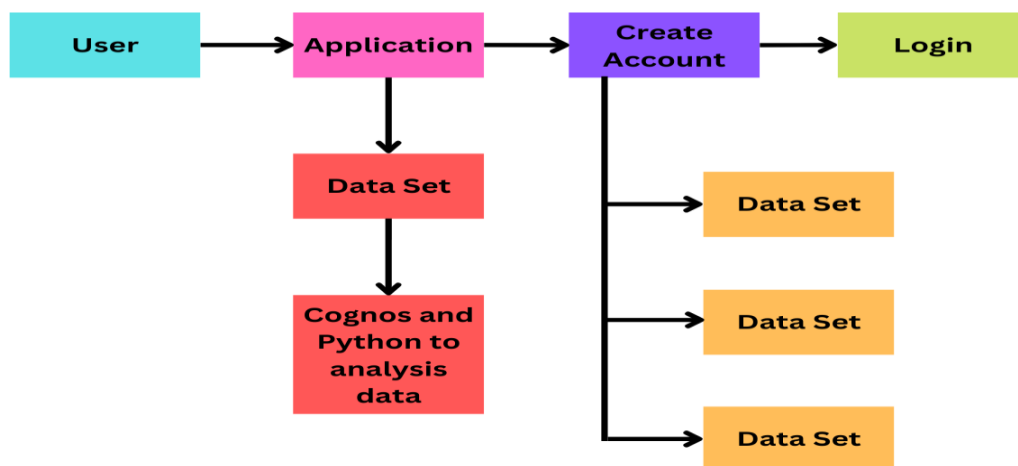 User
Application
Create
Account
Login
Data Set
Data Set
Cognos and
Python to
analysis
data
Data Set
Data Set